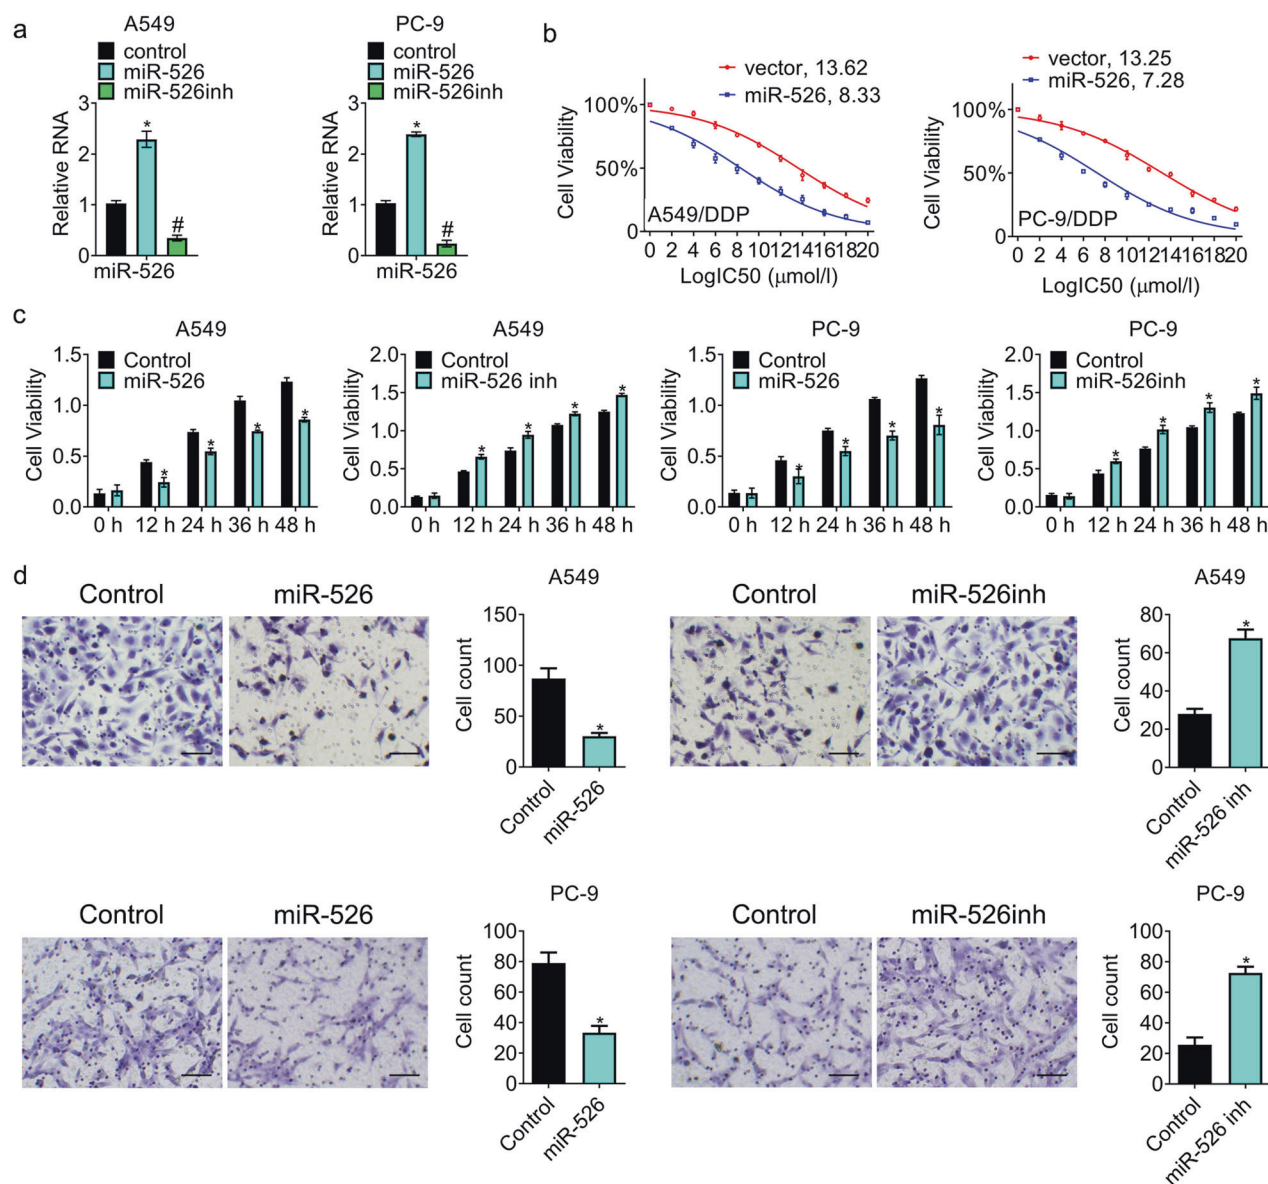 a
A549
control
miR-526
miR-526inh
Relative RNA
3
2
1
0
*
#
miR-526
PC-9
control
miR-526
miR-526inh
Relative RNA
3
2
1
0
*
#
miR-526
b
vector, 13.62
miR-526, 8.33
Cell Viability
100%
50%
0
A549/DDP
0 2 4 6 8 10 12 14 16 18 20
LogIC50 (μmol/l)
vector, 13.25
miR-526, 7.28
Cell Viability
100%
50%
0
PC-9/DDP
0 2 4 6 8 10 12 14 16 18 20
LogIC50 (μmol/l)
c
A549
Control
miR-526
Cell Viability
1.5
1.0
0.5
0.0
* * * *
0 h 12 h 24 h 36 h 48 h
A549
Control
miR-526 inh
Cell Viability
2.0
1.5
1.0
0.5
0.0
* * * *
0 h 12 h 24 h 36 h 48 h
PC-9
Control
miR-526
Cell Viability
1.5
1.0
0.5
0.0
* * * *
0 h 12 h 24 h 36 h 48 h
PC-9
Control
miR-526inh
Cell Viability
2.0
1.5
1.0
0.5
0.0
* * * *
0 h 12 h 24 h 36 h 48 h
d
Control
miR-526
A549
Cell count
150
100
50
0
*
Control
miR-526
Control
miR-526inh
A549
Cell count
80
60
40
20
0
*
Control
miR-526 inh
Control
miR-526
PC-9
Cell count
100
80
60
40
20
0
*
Control
miR-526
Control
miR-526inh
PC-9
Cell count
100
80
60
40
20
0
*
Control
miR-526 inh